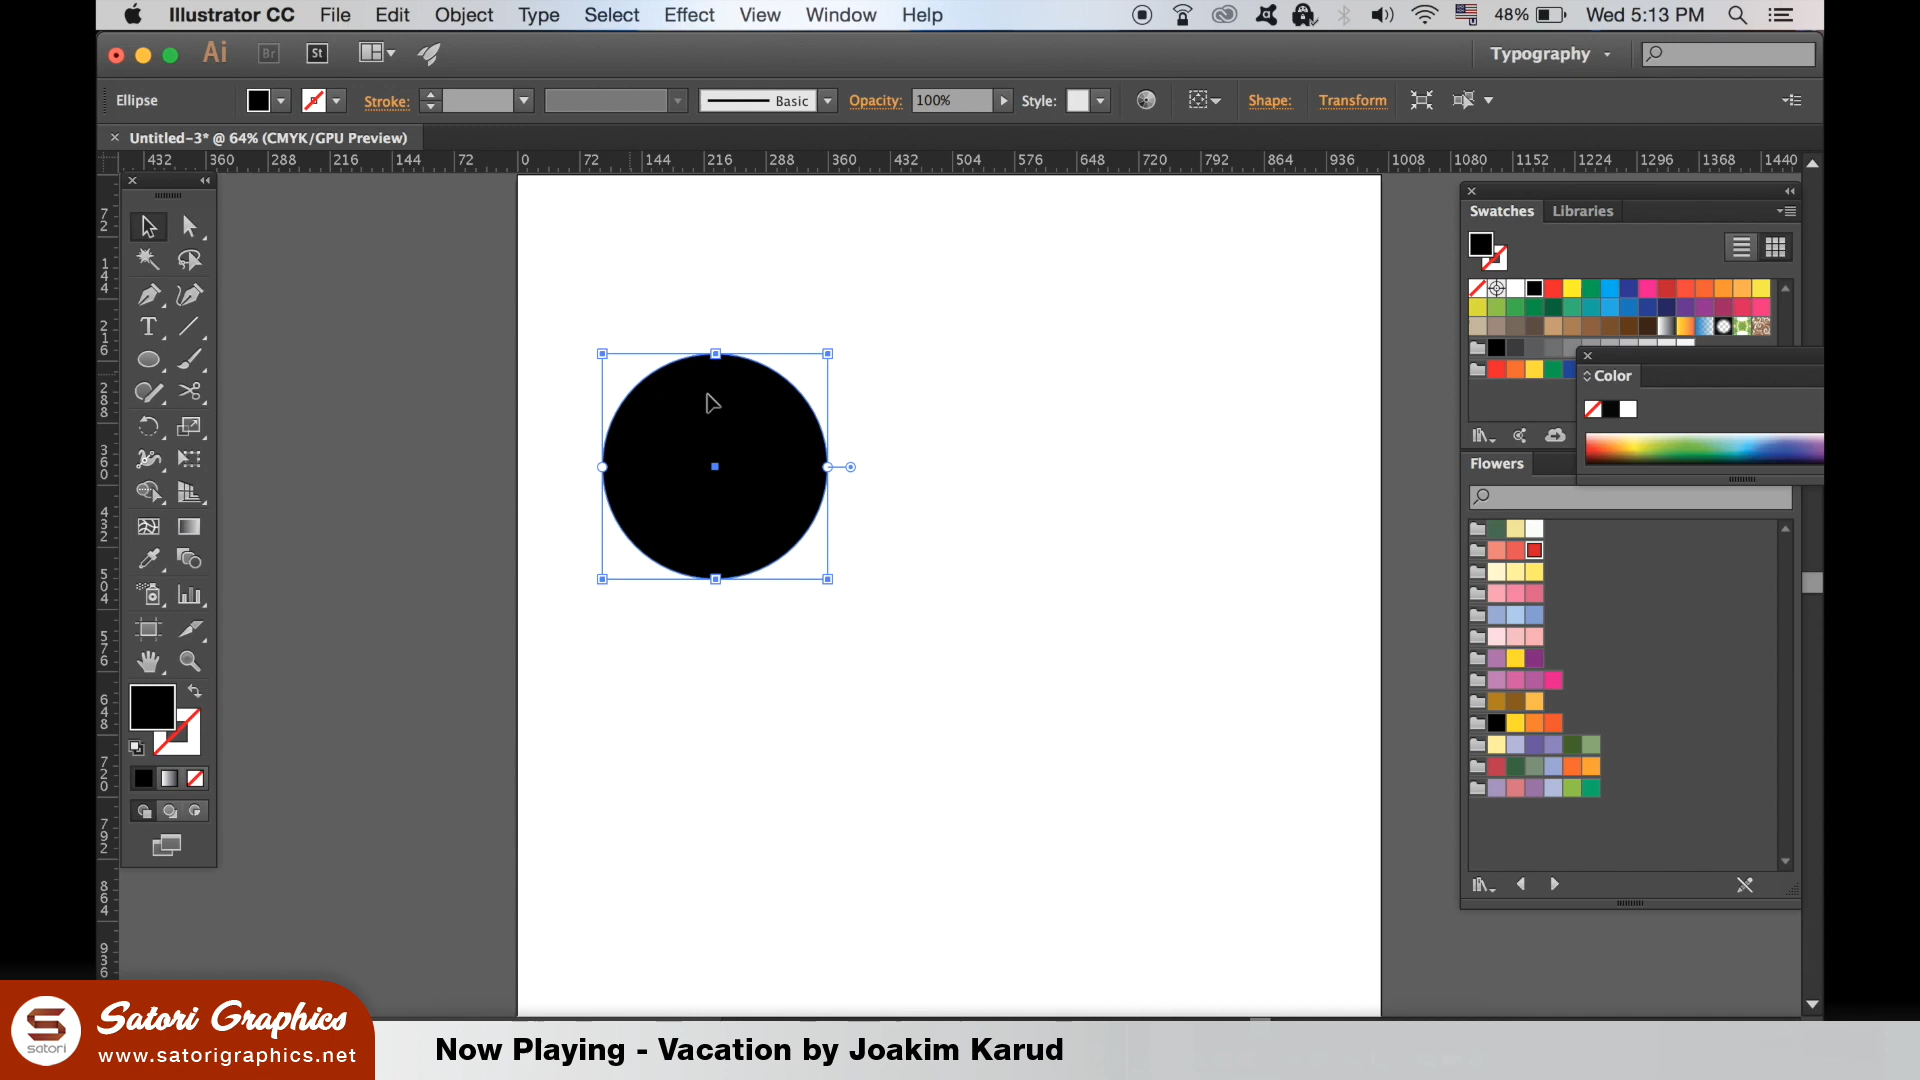 Illustrator CC File Edit Object Type Select Effect View Window Help 48% Wed 5:13 PM
Ai Br St Typography
Ellipse Stroke: Basic Opacity: 100% Style: Shape: Transform
Untitled-3* @ 64% (CMYK/GPU Preview)
432 360 288 216 144 72 0 72 144 216 288 360 432 504 576 648 720 792 864 936 1008 1080 1152 1224 1296 1368 1440
72
144
216
288
360
432
504
576
648
720
792
864
936
T
Swatches Libraries
Color
Flowers
Satori Graphics
satori
www.satorigraphics.net
Now Playing - Vacation by Joakim Karud